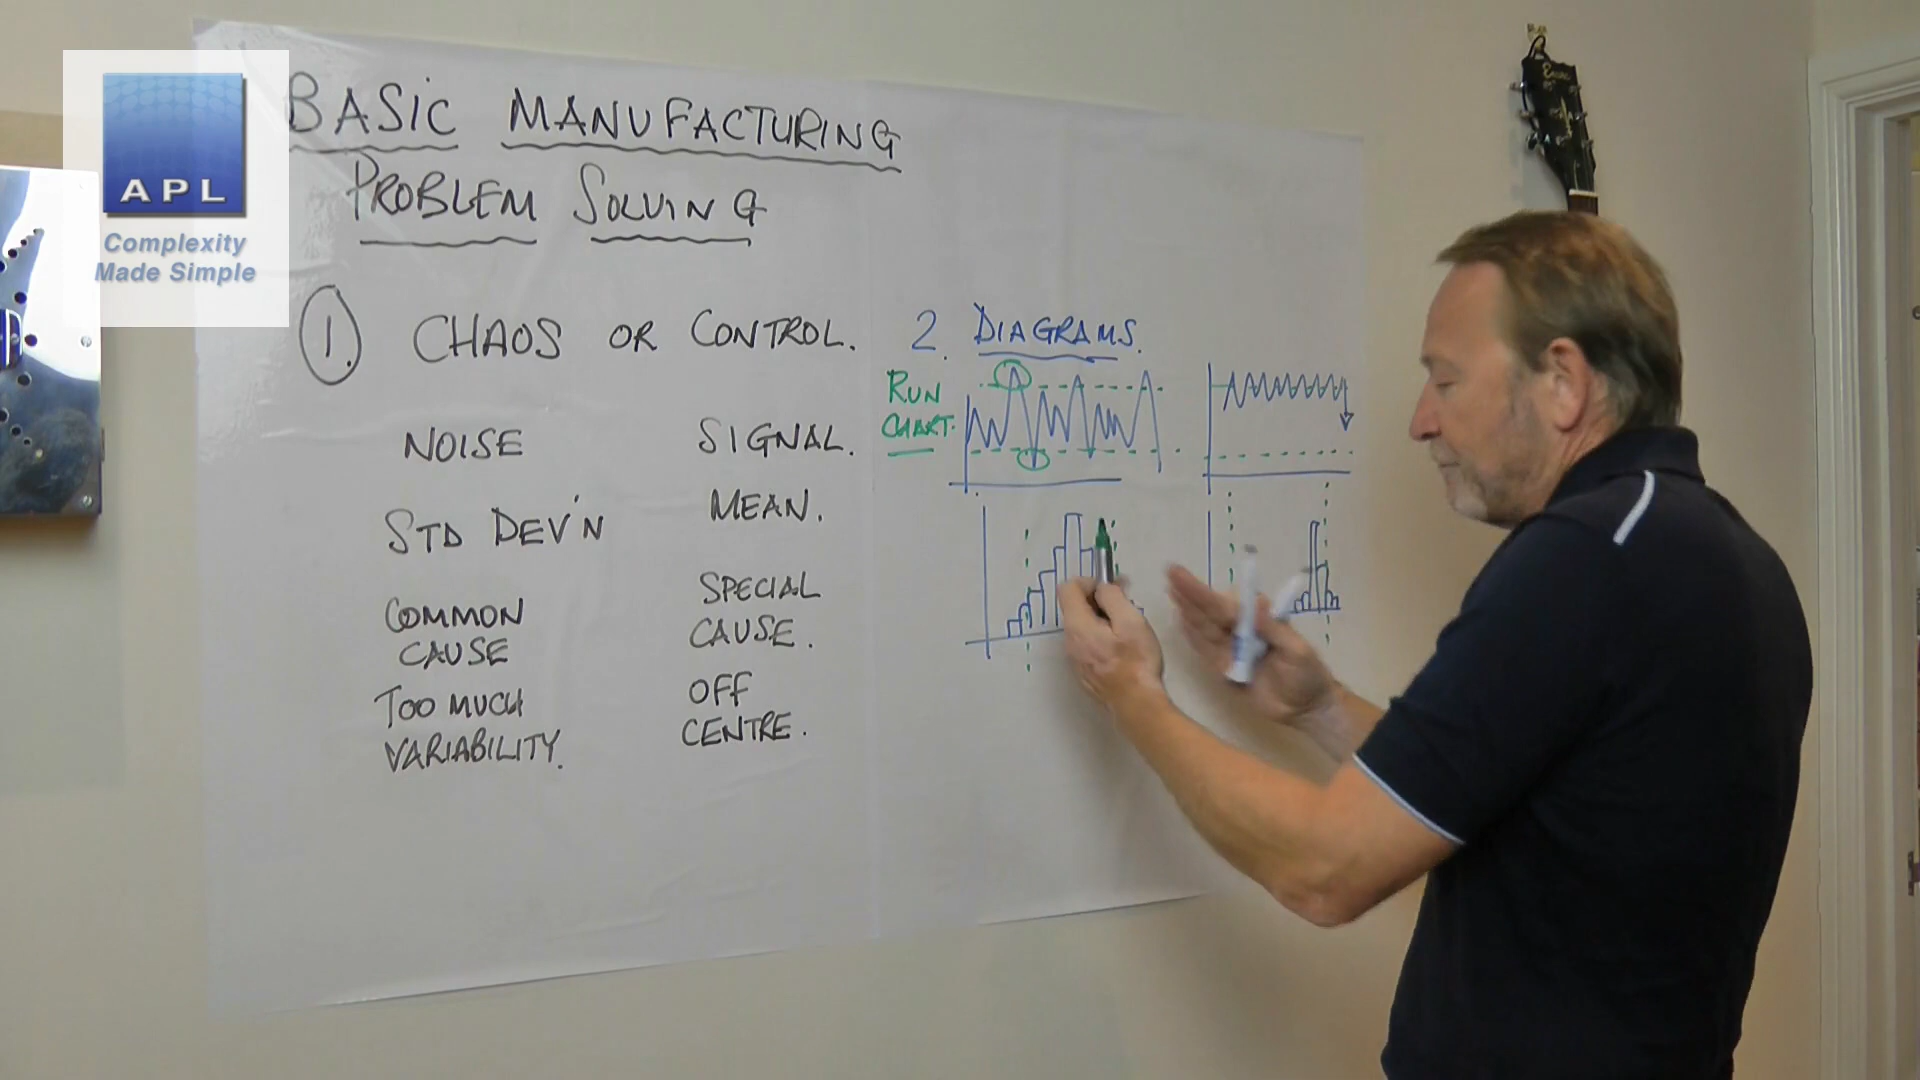 APL
Complexity
Made Simple
BASIC MANUFACTURING
PROBLEM SOLVING
1. CHAOS OR CONTROL.
NOISE SIGNAL.
STD DEV'N MEAN.
COMMON
CAUSE
SPECIAL
CAUSE.
TOO MUCH
VARIABILITY.
OFF
CENTRE.
2. DIAGRAMS.
RUN
CHART.